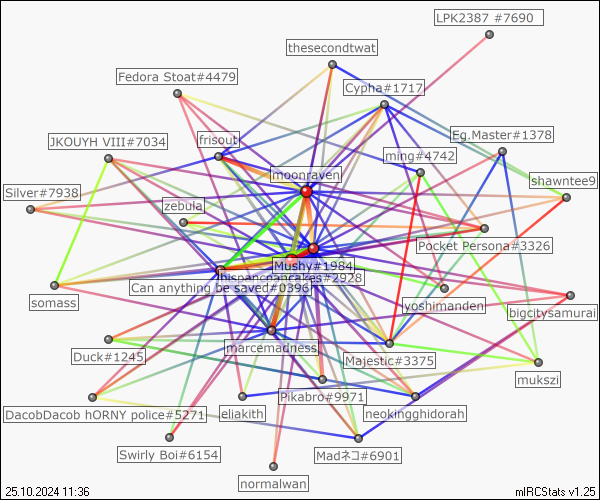 LPK2387 #7690
thesecondtwat
Fedora Stoat#4479
Cypha#1717
Eg.Master#1378
JKOUYH VIII#7034
frisout
ming#4742
moonraven
shawntee9
Silver#7938
zebula
Pocket Persona#3326
Mushy#1984
hispancpancakes#2928
Can anything be saved#0396
somass
yoshimanden
bigcitysamurai
marcemadness
Duck#1245
Majestic#3375
mukszi
Pikabro#9971
DacobDacob hORNY police#5271
eliakith
neokingghidorah
Swirly Boi#6154
Madネコ#6901
normalwan
25.10.2024 11:36
mIRCStats v1.25